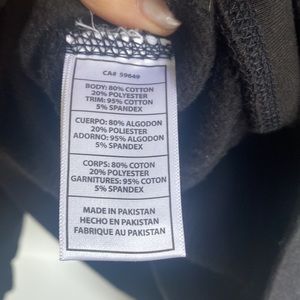 CA# 59649
BODY: 80% COTTON
20% POLYESTER
TRIM: 95% COTTON
5% SPANDEX
CUERPO: 80% ALGODON
20% POLYESTER
ADORNO: 95% ALGODON
5% SPANDEX
CORPS: 80% COTON
20% POLYESTER
GARNITURES: 95% COTON
5% SPANDEX
MADE IN PAKISTAN
HECHO EN PAKISTAN
FABRIQUE AU PAKISTAN